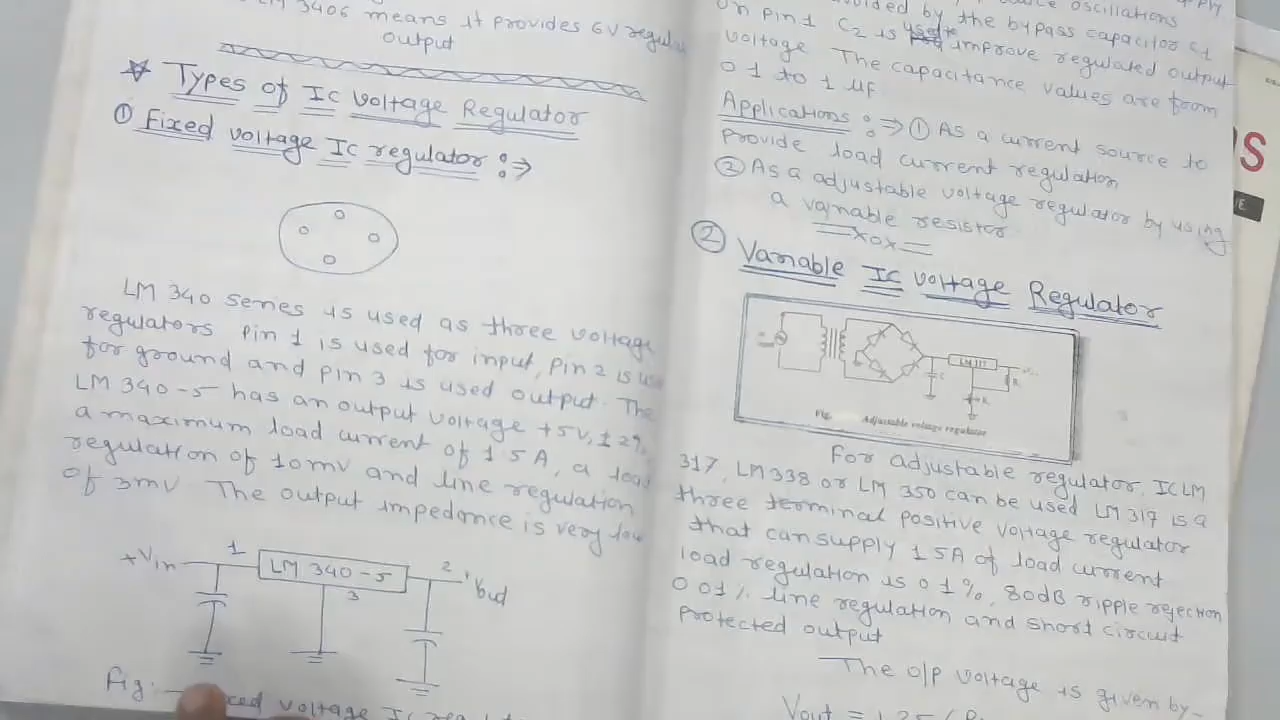 LM 3406 means it provides 6V regula
output
☆ Types of Ic Voltage Regulator
① Fixed voltage Ic regulator :⇒
LM 340 series is used as three voltage
regulators Pin 1 is used for input, Pin 2 is us
for ground and pin 3 is used output. The
LM 340-5 has an output voltage +5V, ±2%,
a maximum load current of 1 5 A, a load
regulation of 10mv and line regulation
of 3mv The output impedance is very low
+Vin 1 LM 340-5 2
3
Fig: voltage Ic
oscillations
by the bypass capacitor C1
on pin 1 C2 is used to improve regulated output
voltage The capacitance values are from
0 1 to 1 μF
Applications :⇒ ① As a current source to
provide load current regulation
② As a adjustable voltage regulator by using
a variable resistor
=xox=
② Variable Ic voltage Regulator
LM 317
C
R
R
Fig. Adjustable voltage regulator
For adjustable regulator, IC LM
317, LM 338 or LM 350 can be used LM 317 is a
three terminal positive voltage regulator
that can supply 1 5A of load current
load regulation is 0 1%, 80dB ripple rejection
0 01% line regulation and short circuit
protected output
The o/p voltage is given by-
Vout = 1.25 (
S